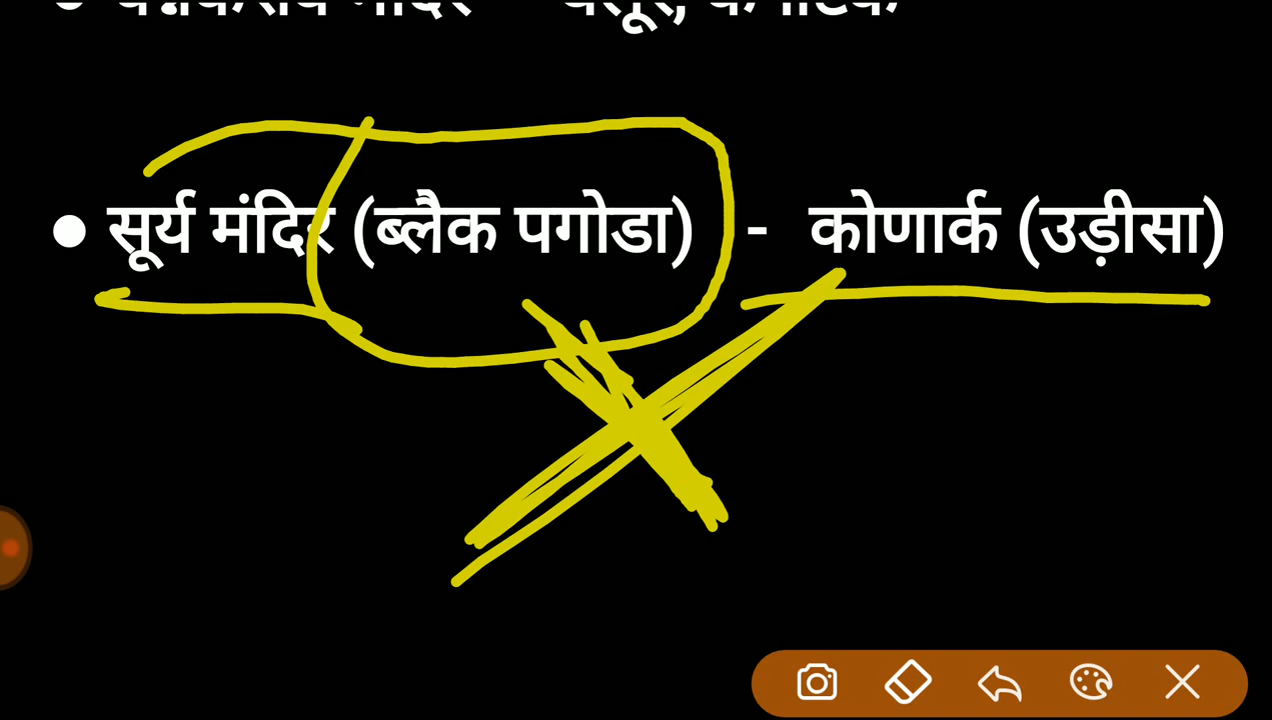 ● सूर्य मंदिर (ब्लैक पगोडा) - कोणार्क (उड़ीसा)